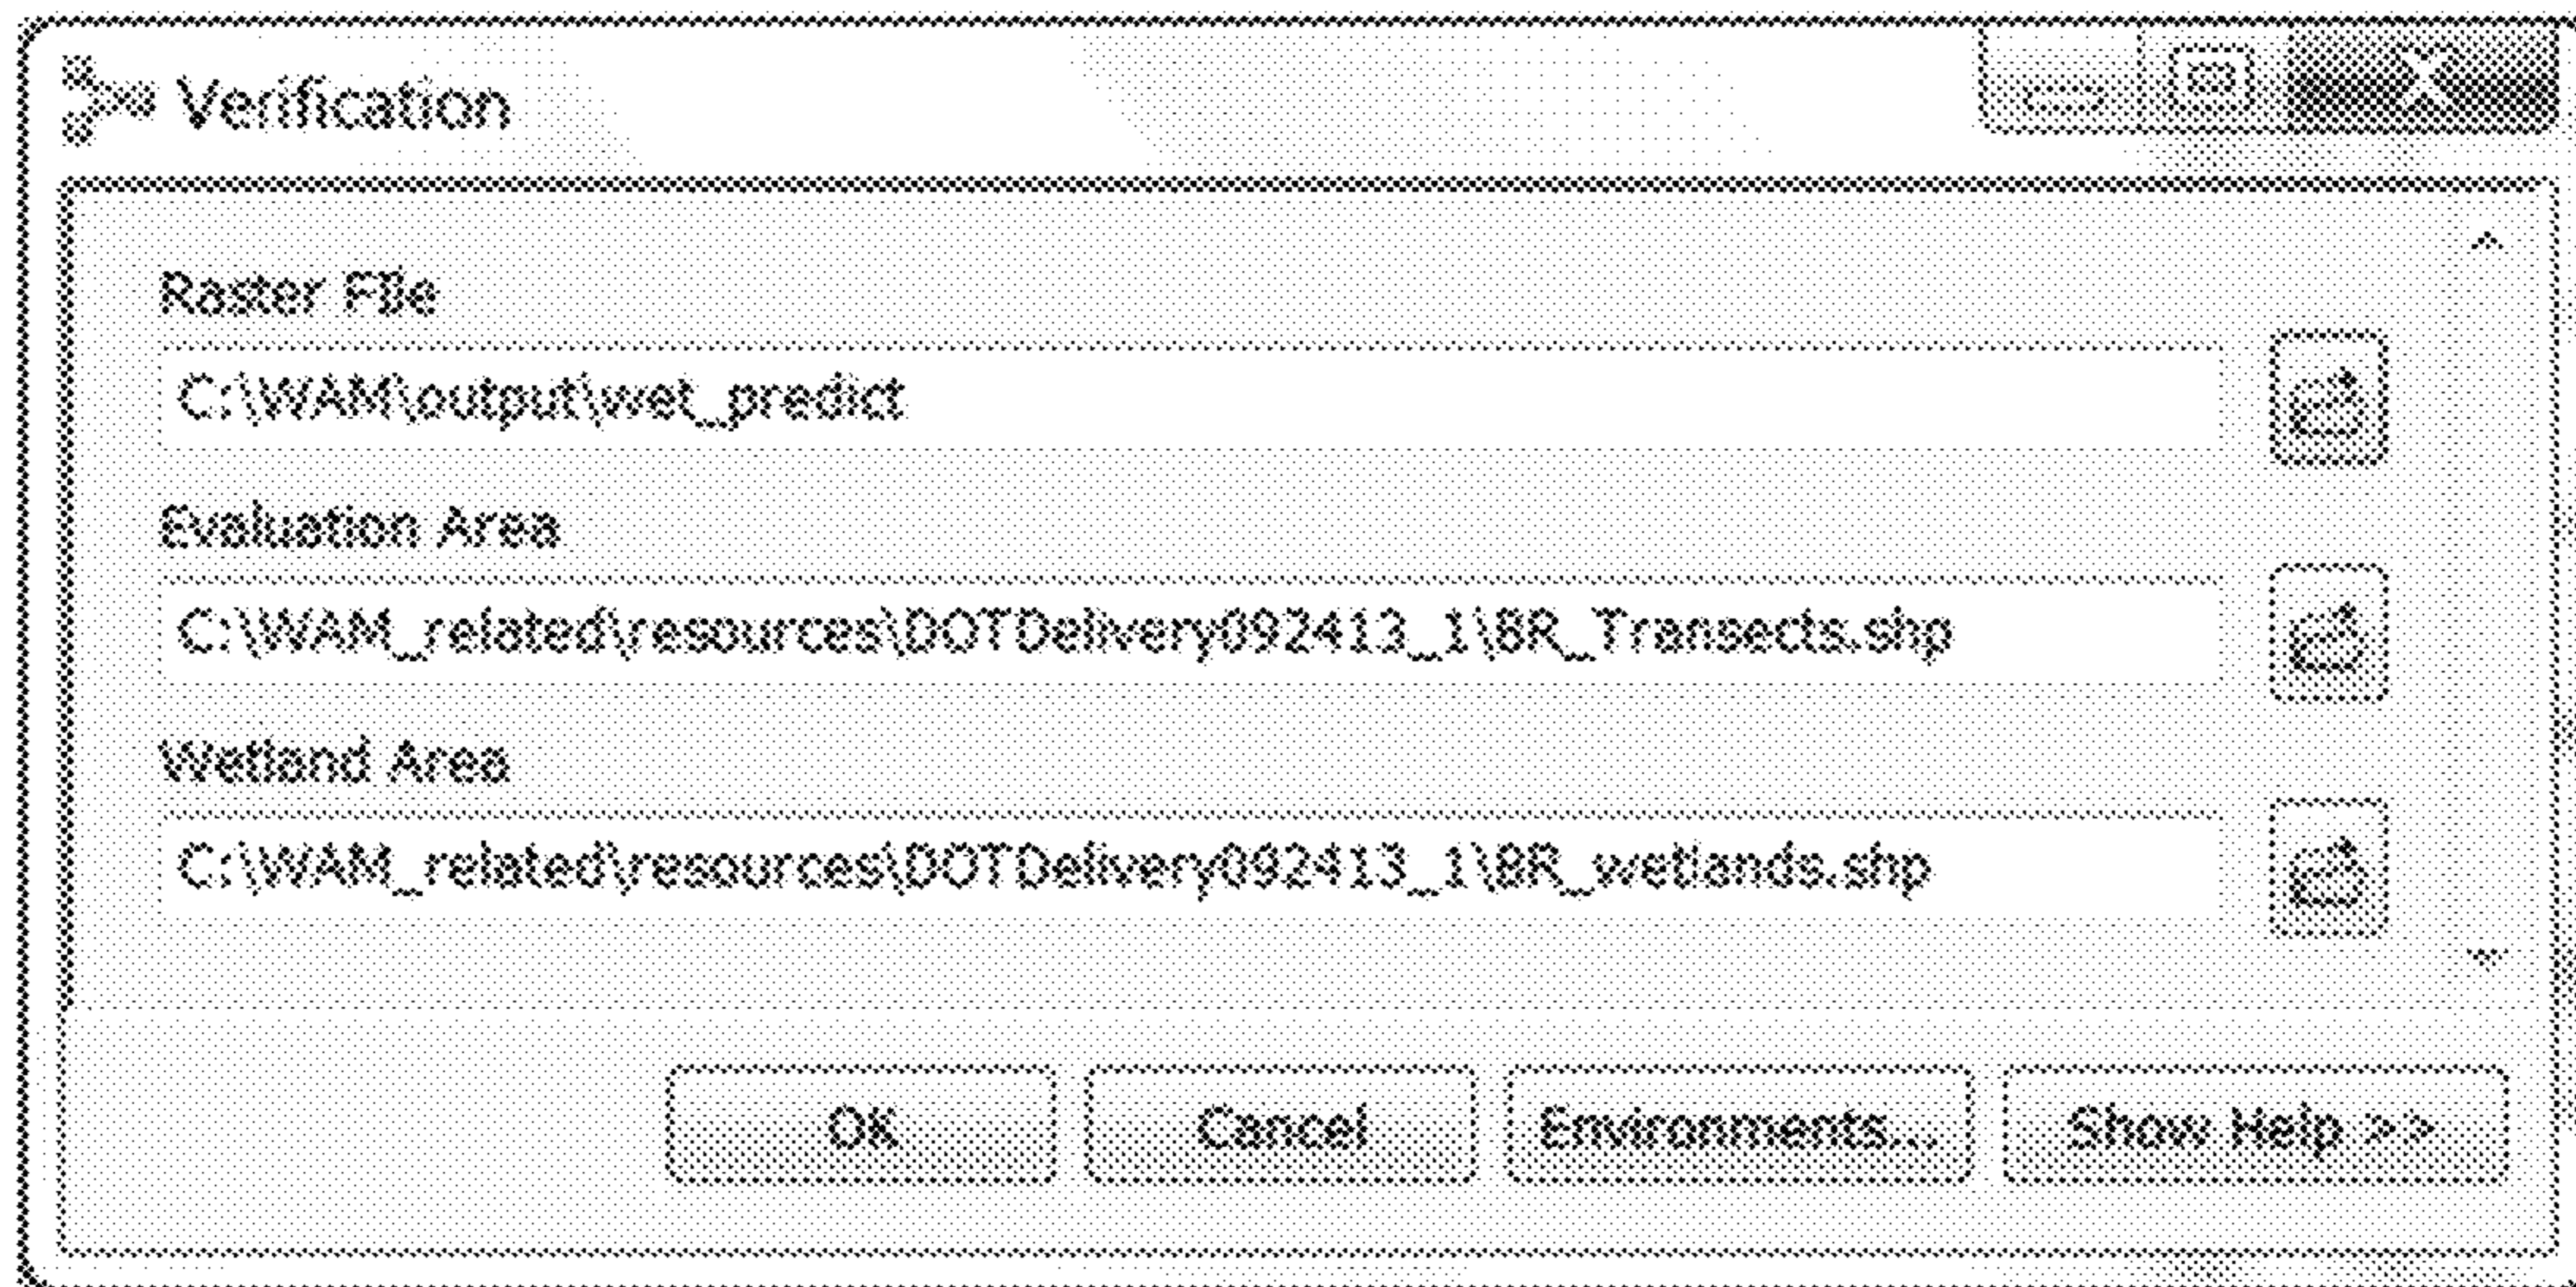 Verification
Raster File
C:\WAM\output\wet_predict
Evaluation Area
C:\WAM_related\resources\DOTDelivery092413_1\BR_Transects.shp
Wetland Area
C:\WAM_related\resources\DOTDelivery092413_1\BR_wetlands.shp
OK Cancel Environments... Show Help >>